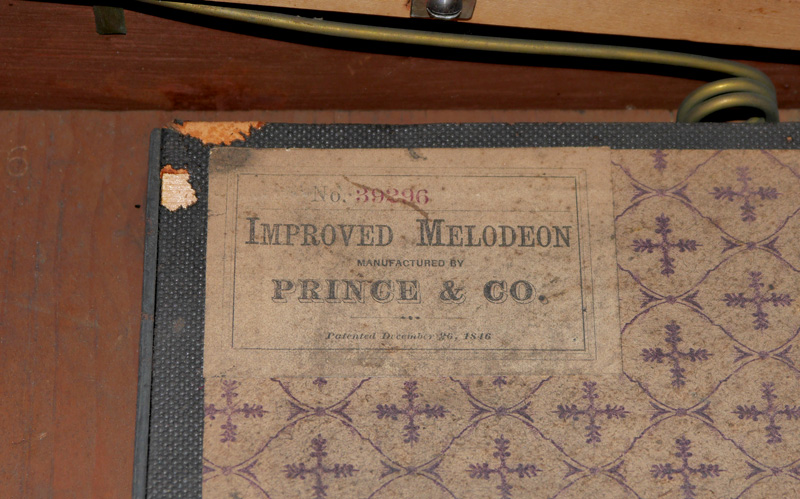 No. 39296
IMPROVED MELODEON
MANUFACTURED BY
PRINCE & CO.
Patented December 26, 1846